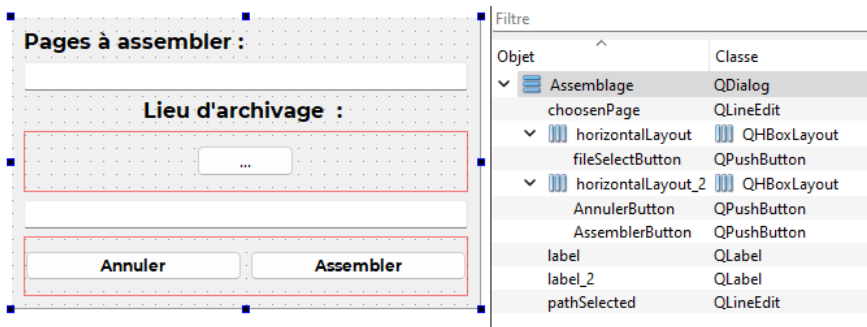 Pages à assembler :
Lieu d'archivage :
...
Annuler Assembler
Filtre
Objet Classe
Assemblage QDialog
choosenPage QLineEdit
horizontalLayout QHBoxLayout
fileSelectButton QPushButton
horizontalLayout_2 QHBoxLayout
AnnulerButton QPushButton
AssemblerButton QPushButton
label QLabel
label_2 QLabel
pathSelected QLineEdit